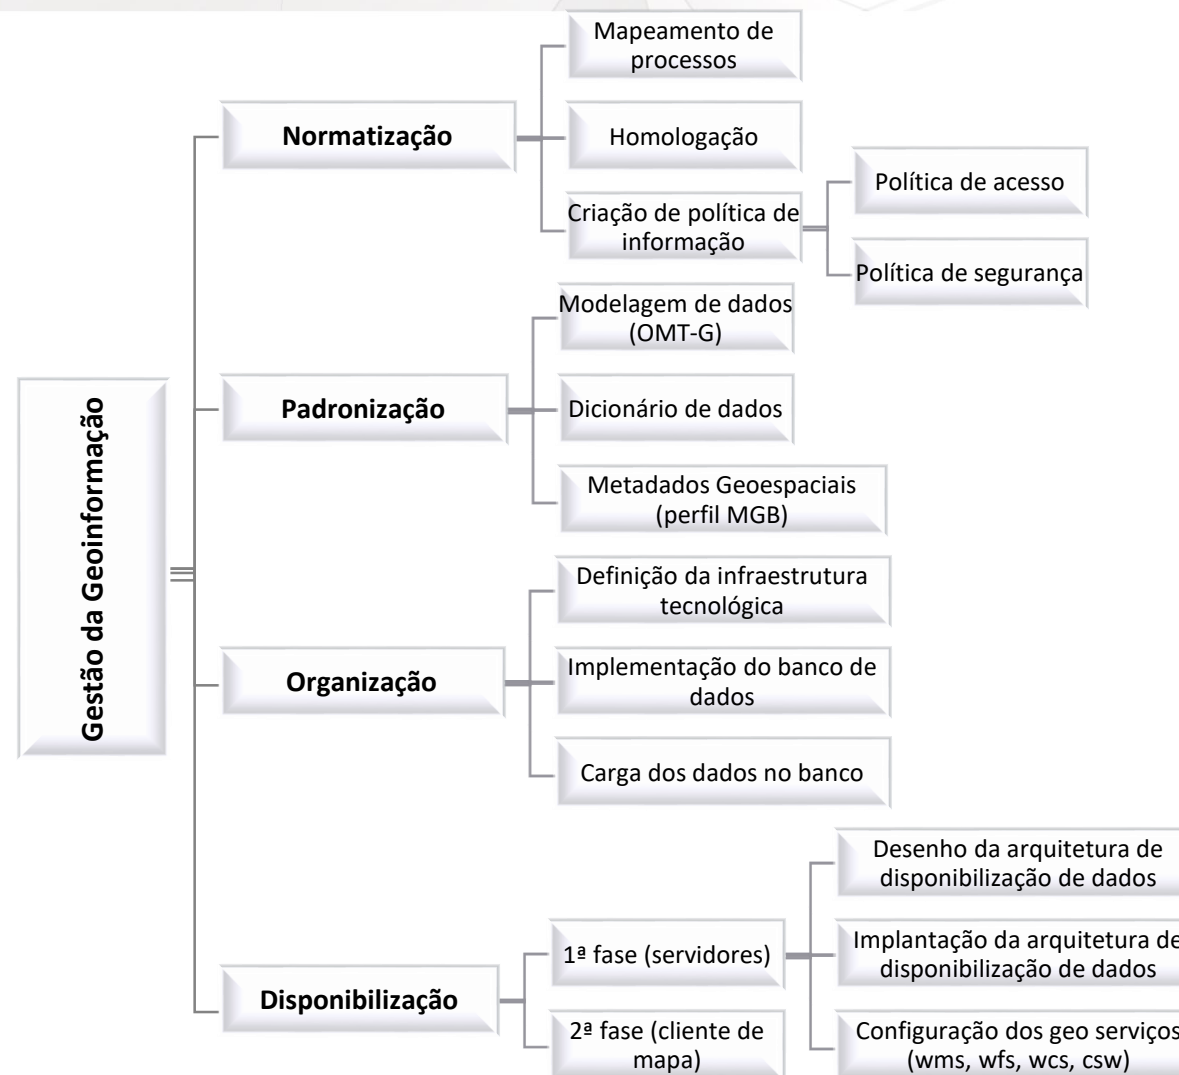 Gestão da Geoinformação
Normatização
Mapeamento de
processos
Homologação
Criação de política de
informação
Política de acesso
Política de segurança
Padronização
Modelagem de dados
(OMT-G)
Dicionário de dados
Metadados Geoespaciais
(perfil MGB)
Organização
Definição da infraestrutura
tecnológica
Implementação do banco de
dados
Carga dos dados no banco
Disponibilização
1ª fase (servidores)
Desenho da arquitetura de
disponibilização de dados
Implantação da arquitetura de
disponibilização de dados
Configuração dos geo serviços
(wms, wfs, wcs, csw)
2ª fase (cliente de
mapa)